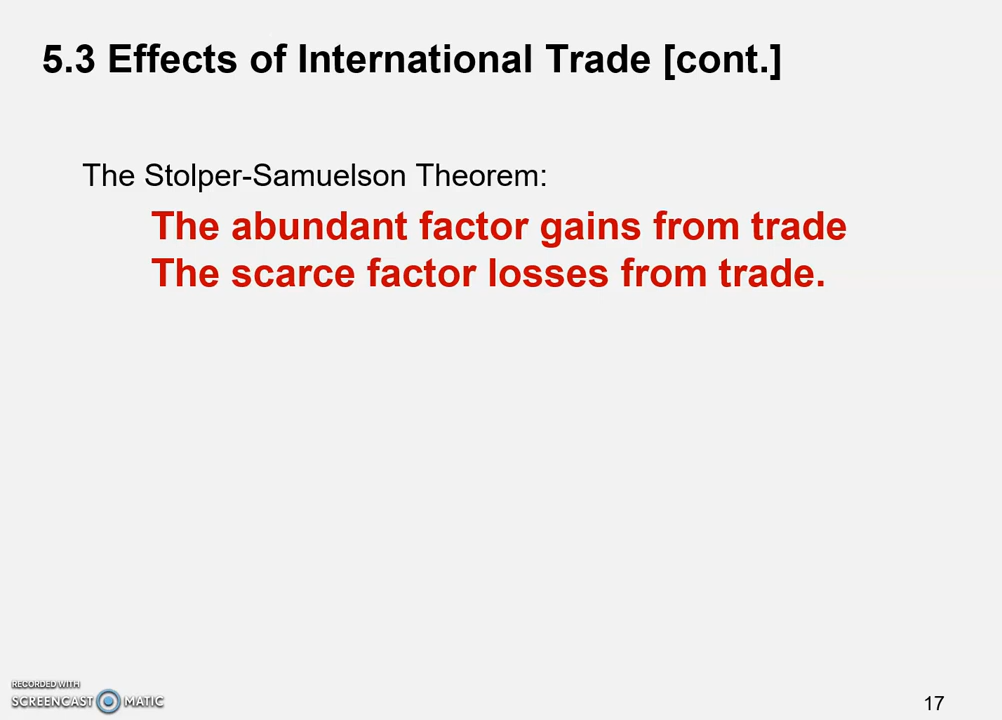 5.3 Effects of International Trade [cont.]
The Stolper-Samuelson Theorem:
The abundant factor gains from trade
The scarce factor losses from trade.
RECORDED WITH
SCREENCAST MATIC
17